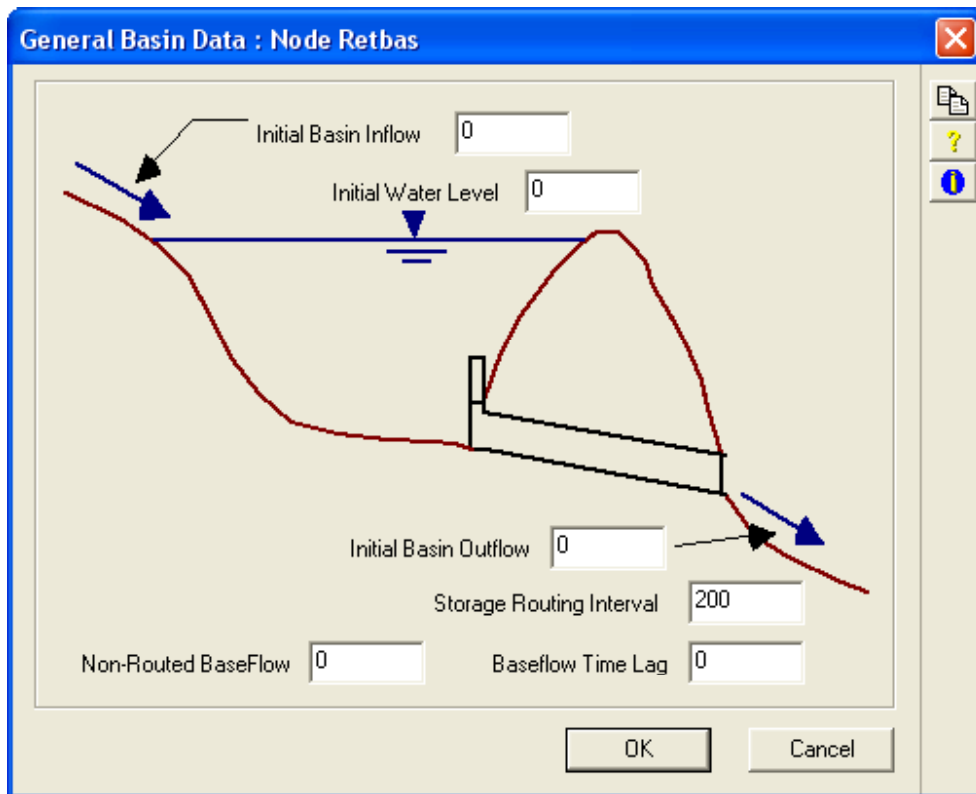 General Basin Data : Node Retbas
Initial Basin Inflow 0
Initial Water Level 0
Initial Basin Outflow 0
Storage Routing Interval 200
Non-Routed BaseFlow 0 Baseflow Time Lag 0
OK Cancel